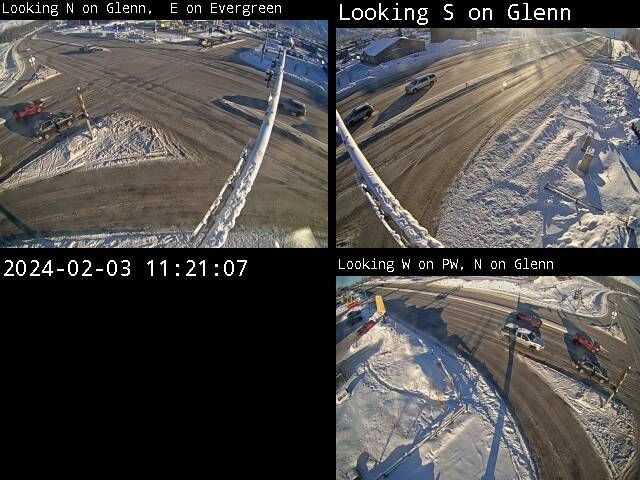 Looking N on Glenn,  E on Evergreen
Looking S on Glenn
2024-02-03 11:21:07
Looking W on PW, N on Glenn